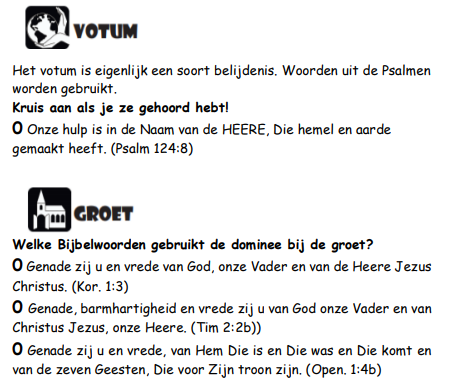 VOTUM
Het votum is eigenlijk een soort belijdenis. Woorden uit de Psalmen
worden gebruikt.
Kruis aan als je ze gehoord hebt!
O Onze hulp is in de Naam van de HEERE, Die hemel en aarde
gemaakt heeft. (Psalm 124:8)
GROET
Welke Bijbelwoorden gebruikt de dominee bij de groet?
O Genade zij u en vrede van God, onze Vader en van de Heere Jezus
Christus. (Kor. 1:3)
O Genade, barmhartigheid en vrede zij u van God onze Vader en van
Christus Jezus, onze Heere. (Tim 2:2b))
O Genade zij u en vrede, van Hem Die is en Die was en Die komt en
van de zeven Geesten, Die voor Zijn troon zijn. (Open. 1:4b)